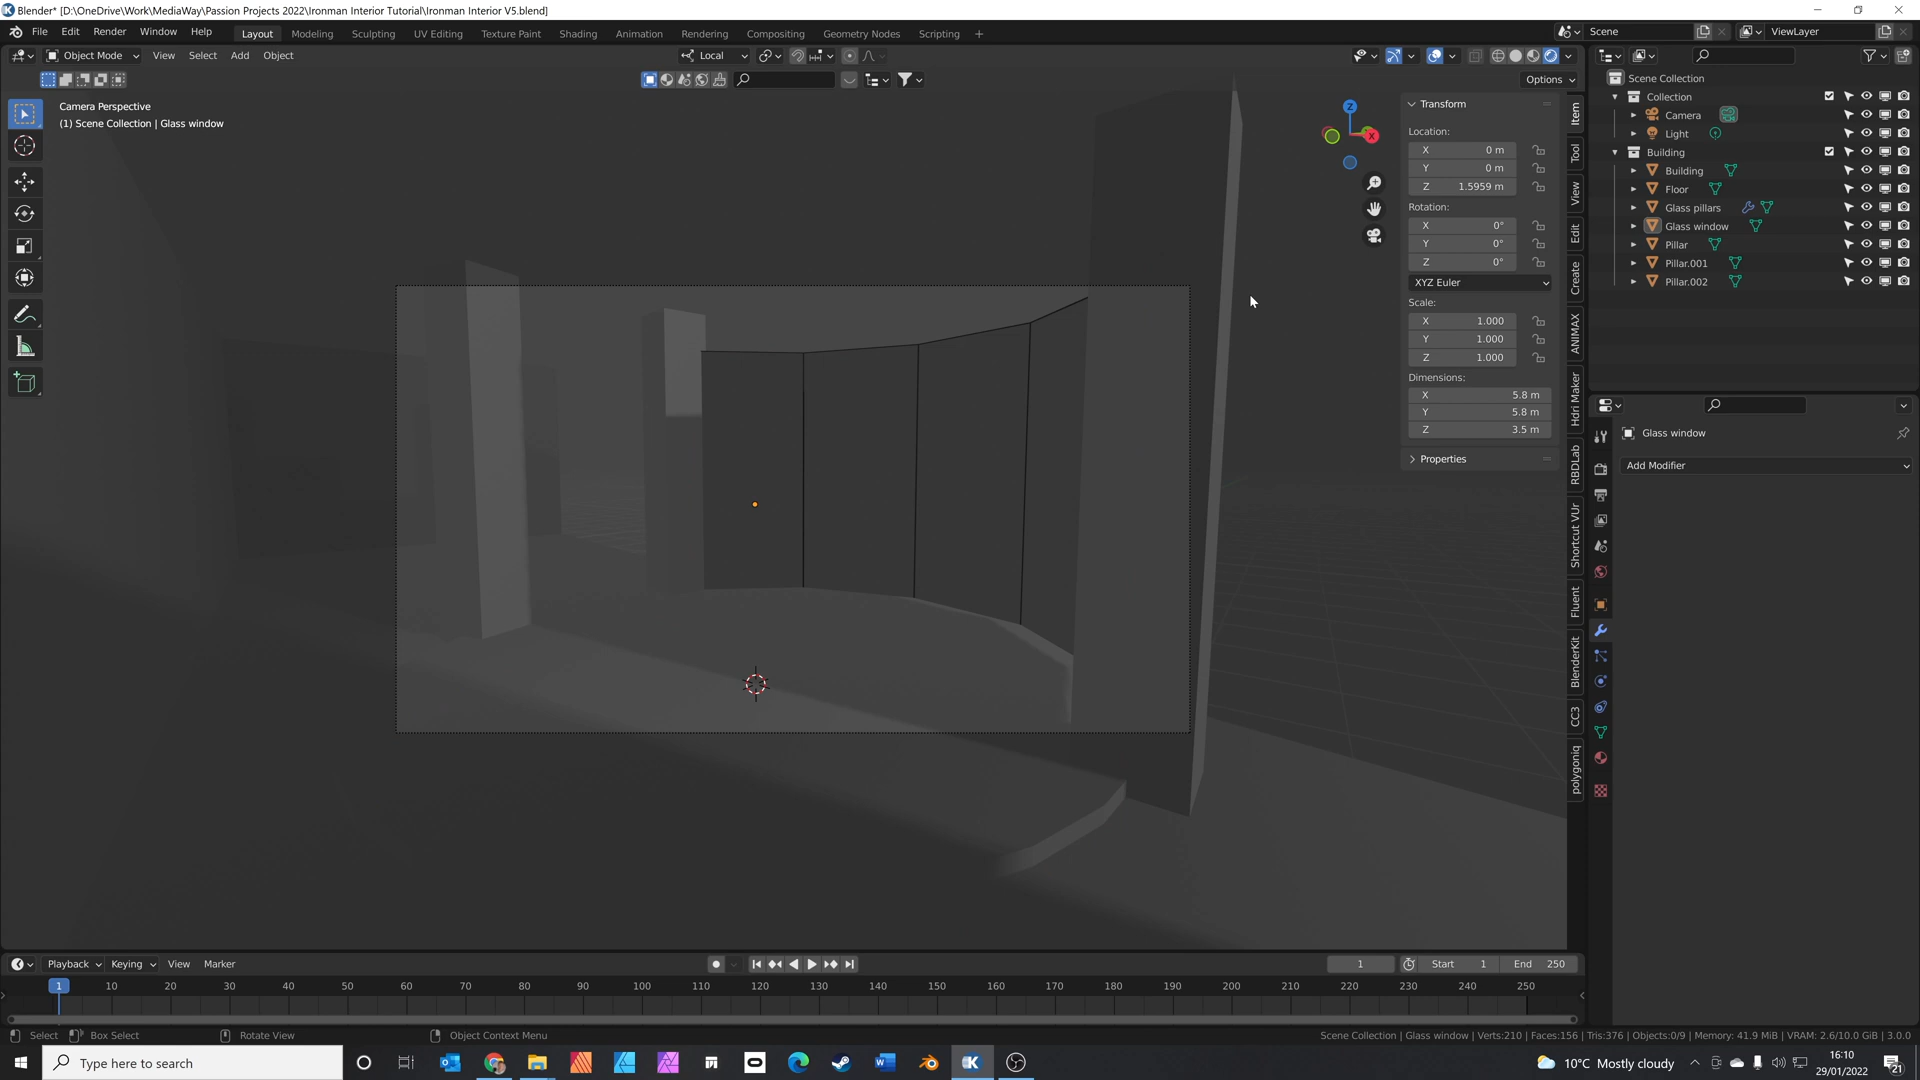 Blender* [D:\OneDrive\Work\MediaWay\Passion Projects 2022\Ironman Interior Tutorial\Ironman Interior V5.blend]
File Edit Render Window Help Layout Modeling Sculpting UV Editing Texture Paint Shading Animation Rendering Compositing Geometry Nodes Scripting + Scene ViewLayer
Object Mode View Select Add Object Local
Options
Camera Perspective
(1) Scene Collection | Glass window
Z
X
Transform
Location:
X 0 m
Y 0 m
Z 1.5959 m
Rotation:
X 0°
Y 0°
Z 0°
XYZ Euler
Scale:
X 1.000
Y 1.000
Z 1.000
Dimensions:
X 5.8 m
Y 5.8 m
Z 3.5 m
Properties
Item
Tool
View
Edit
Create
ANIMAX
Hdri Maker
RBDLab
Shortcut VUr
Fluent
BlenderKit
CC3
polygoniq
Scene Collection
Collection
Camera
Light
Building
Building
Floor
Glass pillars
Glass window
Pillar
Pillar.001
Pillar.002
Glass window
Add Modifier
Playback Keying View Marker 1 Start 1 End 250
1 10 20 30 40 50 60 70 80 90 100 110 120 130 140 150 160 170 180 190 200 210 220 230 240 250
Select Box Select Rotate View Object Context Menu Scene Collection | Glass window | Verts:210 | Faces:156 | Tris:376 | Objects:0/9 | Memory: 41.9 MiB | VRAM: 2.6/10.0 GiB | 3.0.0
Type here to search 10°C Mostly cloudy 16:10
29/01/2022 21